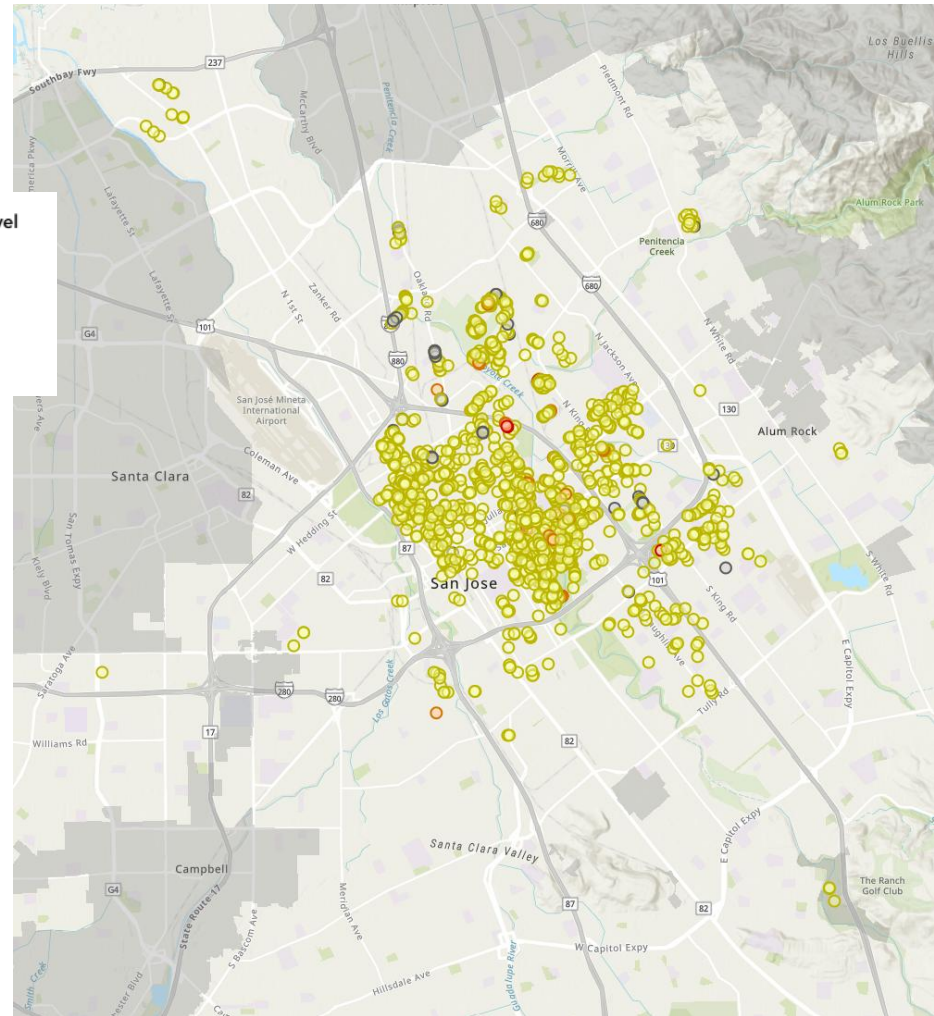 Los Buellis
Hills
237
Southbay Fwy
McCarthy Blvd
Penitencia Creek
Piedmont Rd
Morrill Ave
Lafayette St
680
Alum Rock Park
Penitencia
Creek
vel
Zanker Rd
N 1st St
Oakland Rd
680
Lafayette St
101
G4
880
N Jackson Ave
N White Rd
San José Mineta
International
Airport
130
Alum Rock
Coleman Ave
Santa Clara
82
San Tomas Expy
W Hedding St
Kiely Blvd
87
82
San Jose
101
S King Rd
S White Rd
E Capitol Expy
Saratoga Ave
280
280
Los Gatos Creek
Tully Rd
17
Williams Rd
82
Santa Clara Valley
E Capitol Expy
Campbell
The Ranch
Golf Club
G4
State Route 17
Meridian Ave
87
82
S Bascom Ave
W Capitol Expy
Hillsdale Ave
Guadalupe River